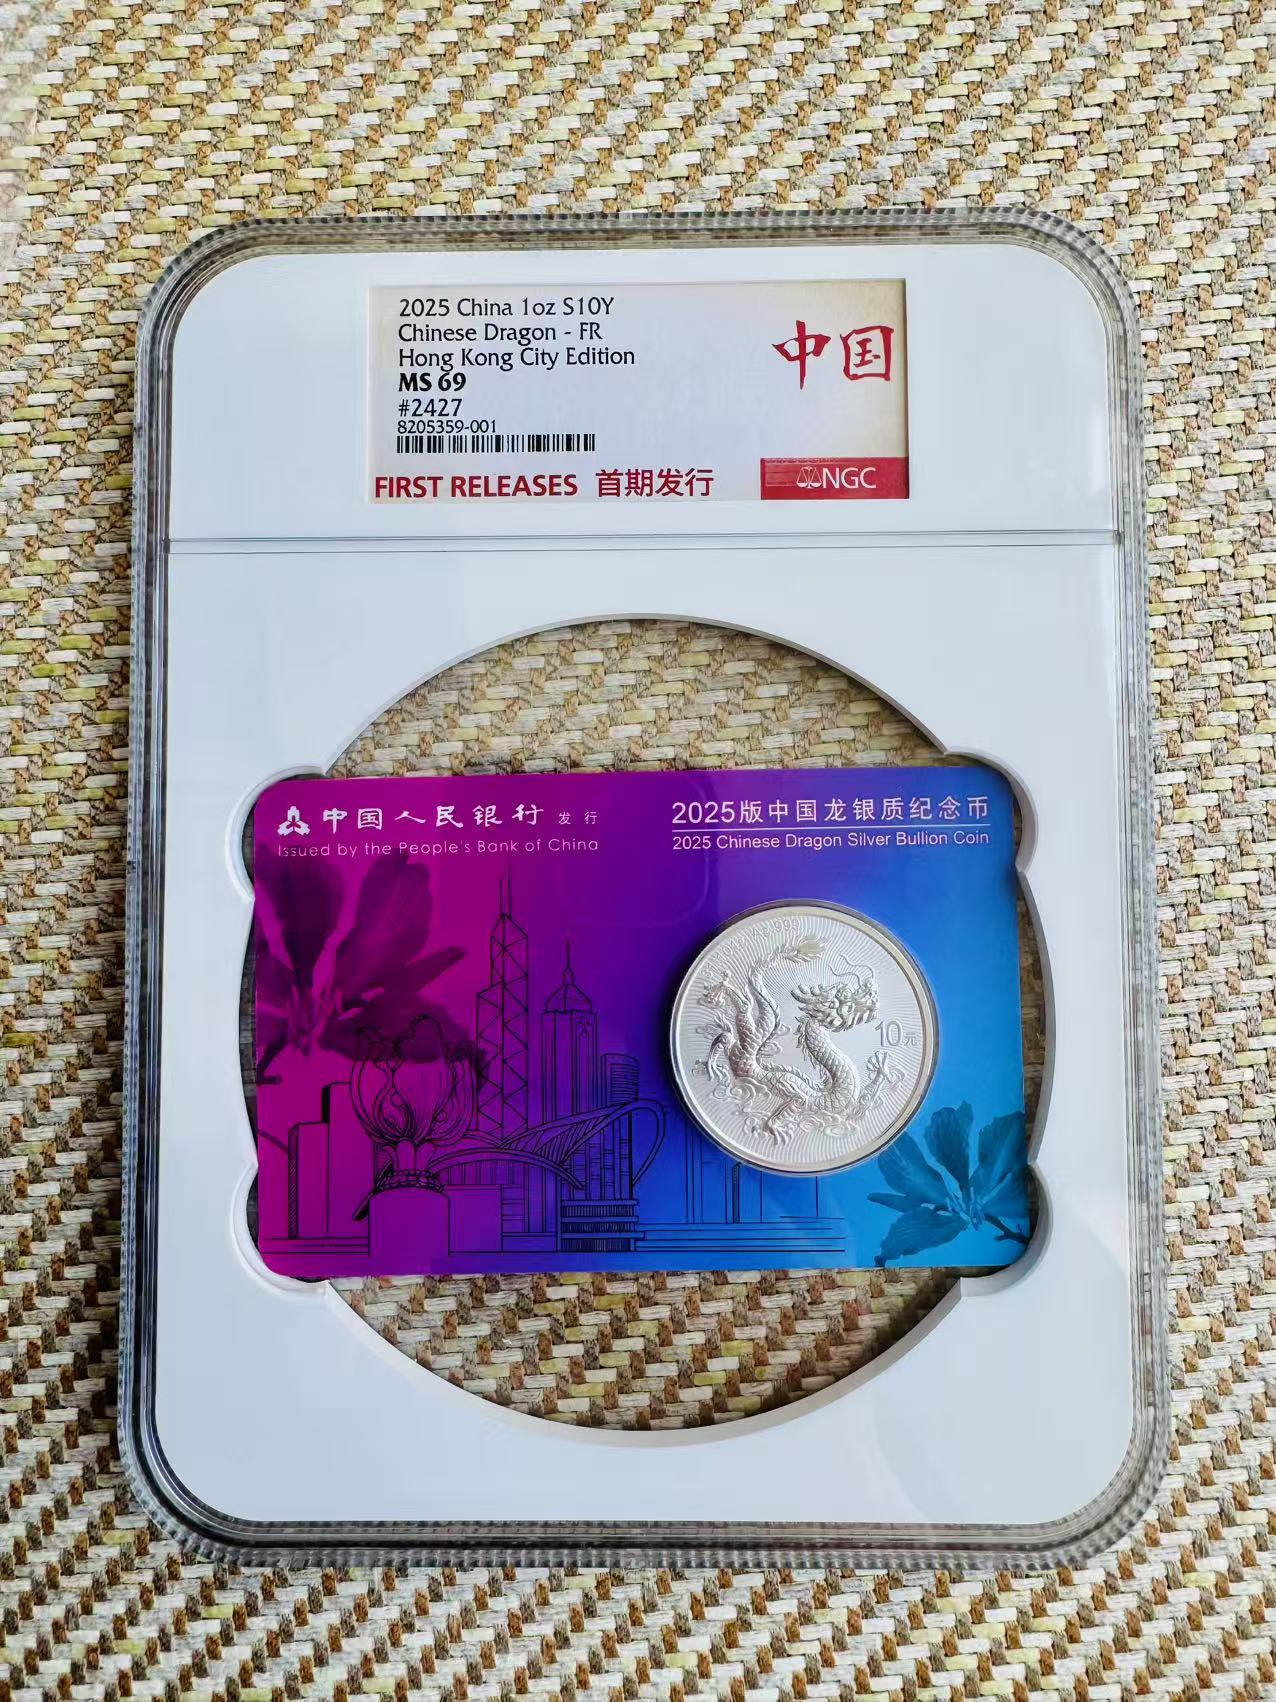 2025 China 1oz S10Y
Chinese Dragon - FR
Hong Kong City Edition
MS 69
#2427
8205359-001
中国
FIRST RELEASES 首期发行
NGC
中国人民银行 发行
Issued by the People's Bank of China
2025版中国龙银质纪念币
2025 Chinese Dragon Silver Bullion Coin
10元